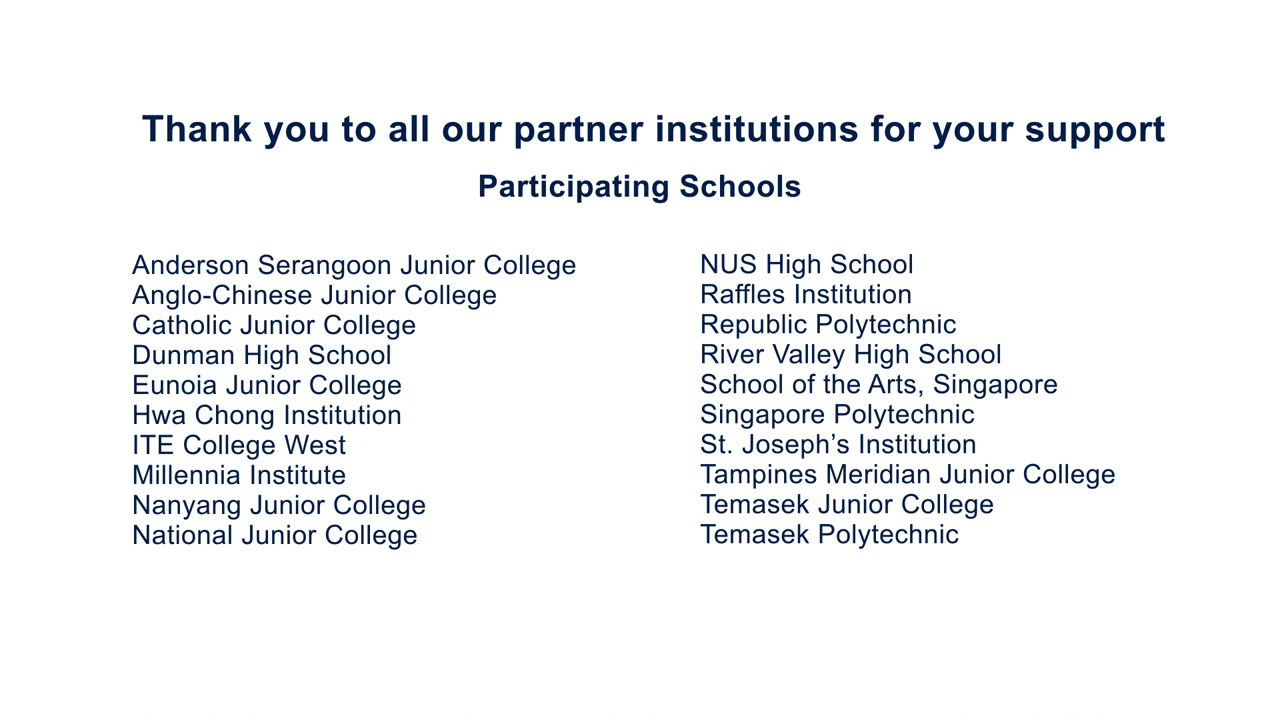 Thank you to all our partner institutions for your support
Participating Schools
Anderson Serangoon Junior College
Anglo-Chinese Junior College
Catholic Junior College
Dunman High School
Eunoia Junior College
Hwa Chong Institution
ITE College West
Millennia Institute
Nanyang Junior College
National Junior College
NUS High School
Raffles Institution
Republic Polytechnic
River Valley High School
School of the Arts, Singapore
Singapore Polytechnic
St. Joseph’s Institution
Tampines Meridian Junior College
Temasek Junior College
Temasek Polytechnic